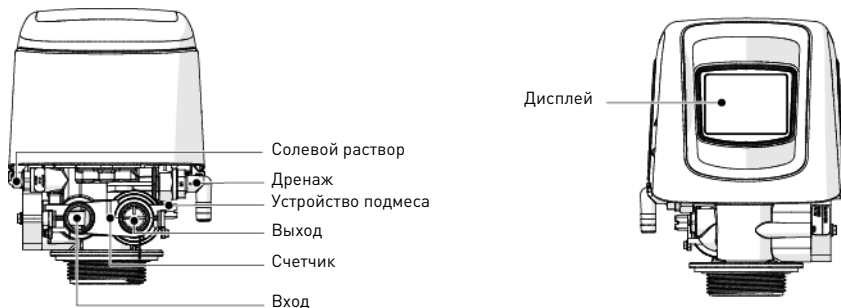 Дисплей
Солевой раствор
Дренаж
Устройство подмеса
Выход
Счетчик
Вход